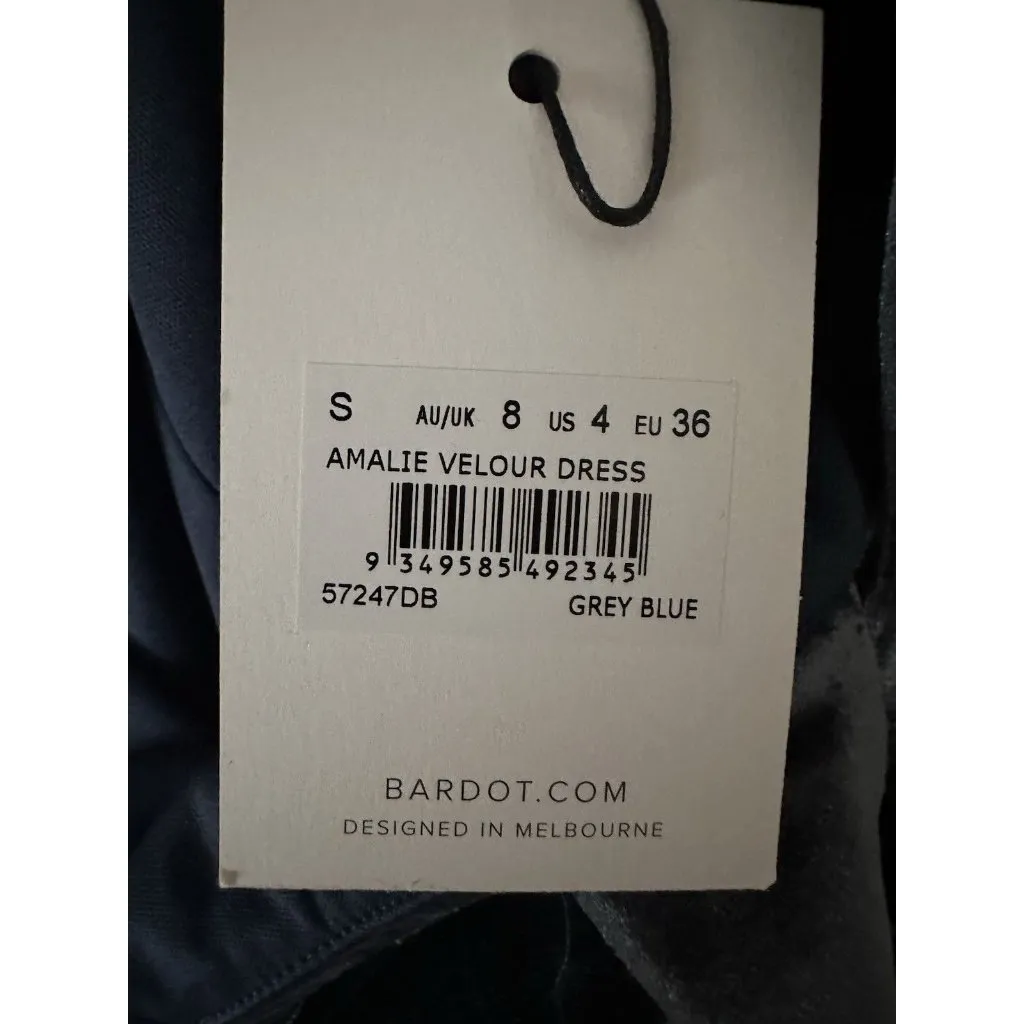 S AU/UK 8 US 4 EU 36
AMALIE VELOUR DRESS
9 349585 492345
57247DB GREY BLUE
BARDOT.COM
DESIGNED IN MELBOURNE